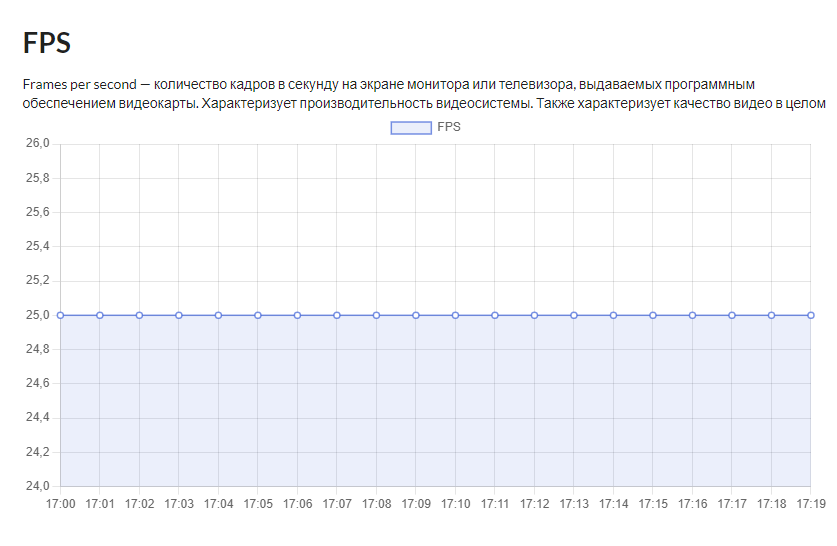 FPS
Frames per second — количество кадров в секунду на экране монитора или телевизора, выдаваемых программным
обеспечением видеокарты. Характеризует производительность видеосистемы. Также характеризует качество видео в целом
FPS
26,0
25,8
25,6
25,4
25,2
25,0
24,8
24,6
24,4
24,2
24,0
17:00 17:01 17:02 17:03 17:04 17:05 17:06 17:07 17:08 17:09 17:10 17:11 17:12 17:13 17:14 17:15 17:16 17:17 17:18 17:19